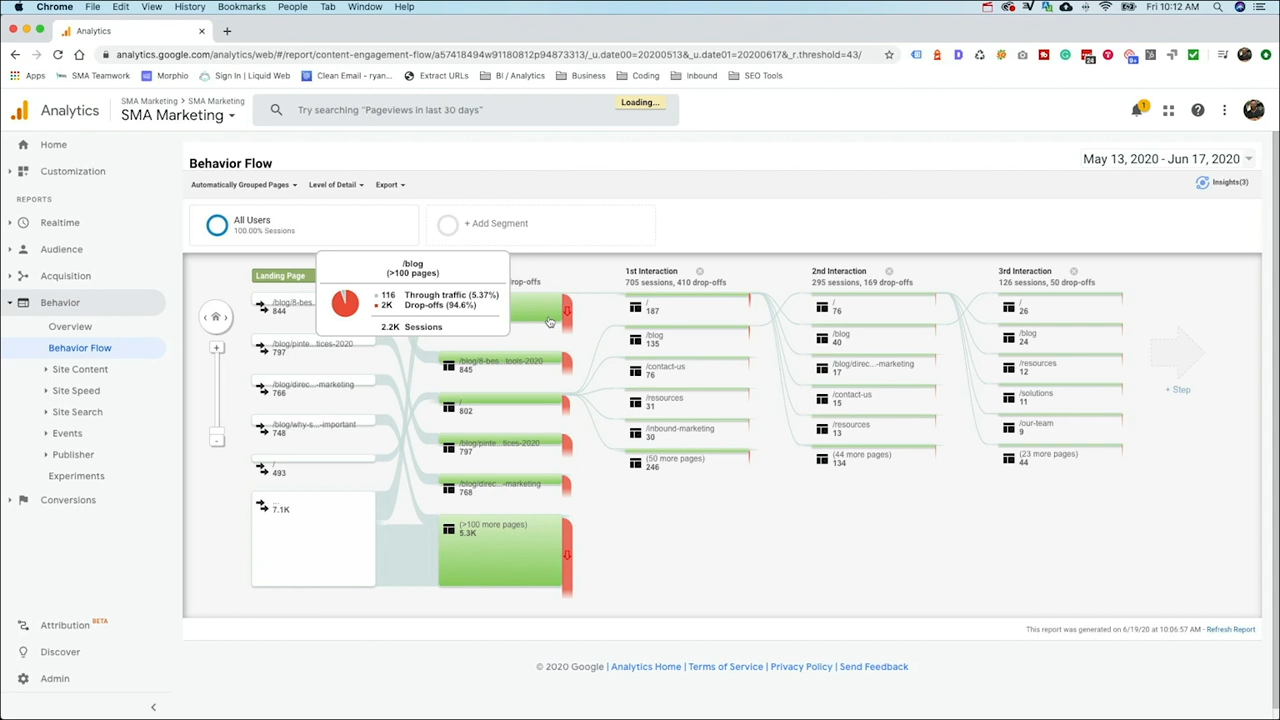 Chrome File Edit View History Bookmarks People Tab Window Help Fri 10:12 AM
Analytics
analytics.google.com/analytics/web/#/report/content-engagement-flow/a57418494w91180812p94873313/_u.date00=20200513&_u.date01=20200617&_r.threshold=43/
Apps SMA Teamwork Morphio Sign In | Liquid Web Clean Email - ryan... Extract URLs BI / Analytics Business Coding Inbound SEO Tools
Analytics
SMA Marketing > SMA Marketing
SMA Marketing
Try searching "Pageviews in last 30 days"
Loading...
1
Home
Customization
REPORTS
Realtime
Audience
Acquisition
Behavior
Overview
Behavior Flow
Site Content
Site Speed
Site Search
Events
Publisher
Experiments
Conversions
Attribution BETA
Discover
Admin
Behavior Flow
May 13, 2020 - Jun 17, 2020
Automatically Grouped Pages Level of Detail Export
Insights(3)
All Users
100.00% Sessions
+ Add Segment
/blog
(>100 pages)
116 Through traffic (5.37%)
2K Drop-offs (94.6%)
2.2K Sessions
Landing Page
/blog/8-bes...
844
/blog/pinte...tices-2020
797
/blog/direc...-marketing
766
/blog/why-s...-important
748
/
493
...
7.1K
drop-offs
/blog/8-bes...tools-2020
845
/
802
/blog/pinte...tices-2020
797
/blog/direc...-marketing
768
(>100 more pages)
5.3K
1st Interaction
705 sessions, 410 drop-offs
/
187
/blog
135
/contact-us
76
/resources
31
/inbound-marketing
30
(50 more pages)
246
2nd Interaction
295 sessions, 169 drop-offs
/
76
/blog
40
/blog/direc...-marketing
17
/contact-us
15
/resources
13
(44 more pages)
134
3rd Interaction
126 sessions, 50 drop-offs
/
26
/blog
24
/resources
12
/solutions
11
/our-team
9
(23 more pages)
44
+ Step
This report was generated on 6/19/20 at 10:06:57 AM - Refresh Report
© 2020 Google | Analytics Home | Terms of Service | Privacy Policy | Send Feedback